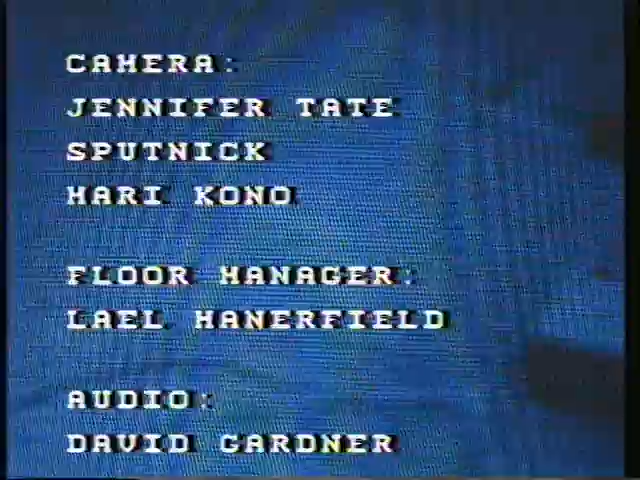 CAMERA:
JENNIFER TATE
SPUTNICK
HARI KONO
FLOOR MANAGER:
LAEL HANERFIELD
AUDIO:
DAVID GARDNER